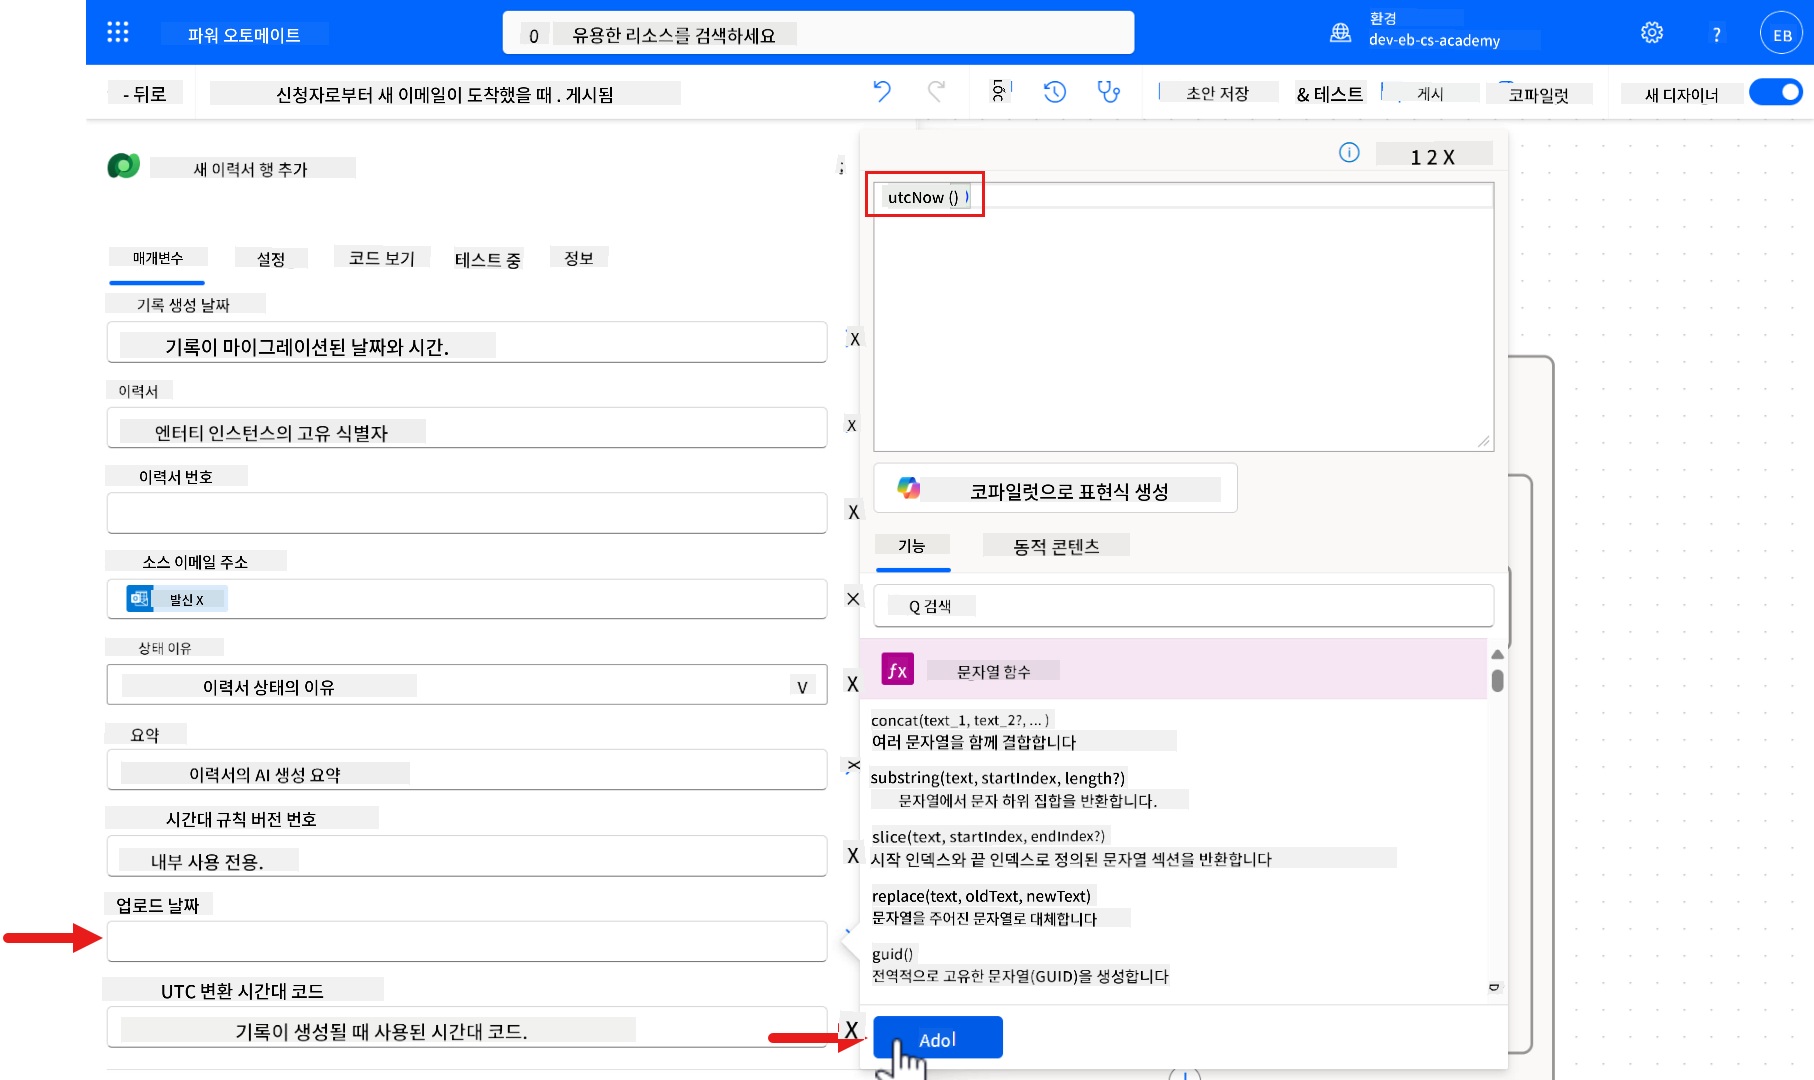 파워 오토메이트
유용한 리소스를 검색하세요
환경
dev-eb-cs-academy
?
EB
- 뒤로
신청자로부터 새 이메일이 도착했을 때 . 게시됨
초안 저장
& 테스트
게시
코파일럿
새 디자이너
새 이력서 행 추가
매개변수
설정
코드 보기
테스트 중
정보
기록 생성 날짜
기록이 마이그레이션된 날짜와 시간.
X
이력서
엔터티 인스턴스의 고유 식별자
X
이력서 번호
X
소스 이메일 주소
발신 X
상태 이유
이력서 상태의 이유
V
X
요약
이력서의 AI 생성 요약
시간대 규칙 버전 번호
내부 사용 전용.
X
업로드 날짜
UTC 변환 시간대 코드
기록이 생성될 때 사용된 시간대 코드.
X
1 2 X
utcNow ()
코파일럿으로 표현식 생성
기능
동적 콘텐츠
Q 검색
fx
문자열 함수
concat(text_1, text_2?, ... )
여러 문자열을 함께 결합합니다
substring(text, startIndex, length?)
문자열에서 문자 하위 집합을 반환합니다.
slice(text, startIndex, endIndex?)
시작 인덱스와 끝 인덱스로 정의된 문자열 섹션을 반환합니다
replace(text, oldText, newText)
문자열을 주어진 문자열로 대체합니다
guid()
전역적으로 고유한 문자열(GUID)을 생성합니다
Adol